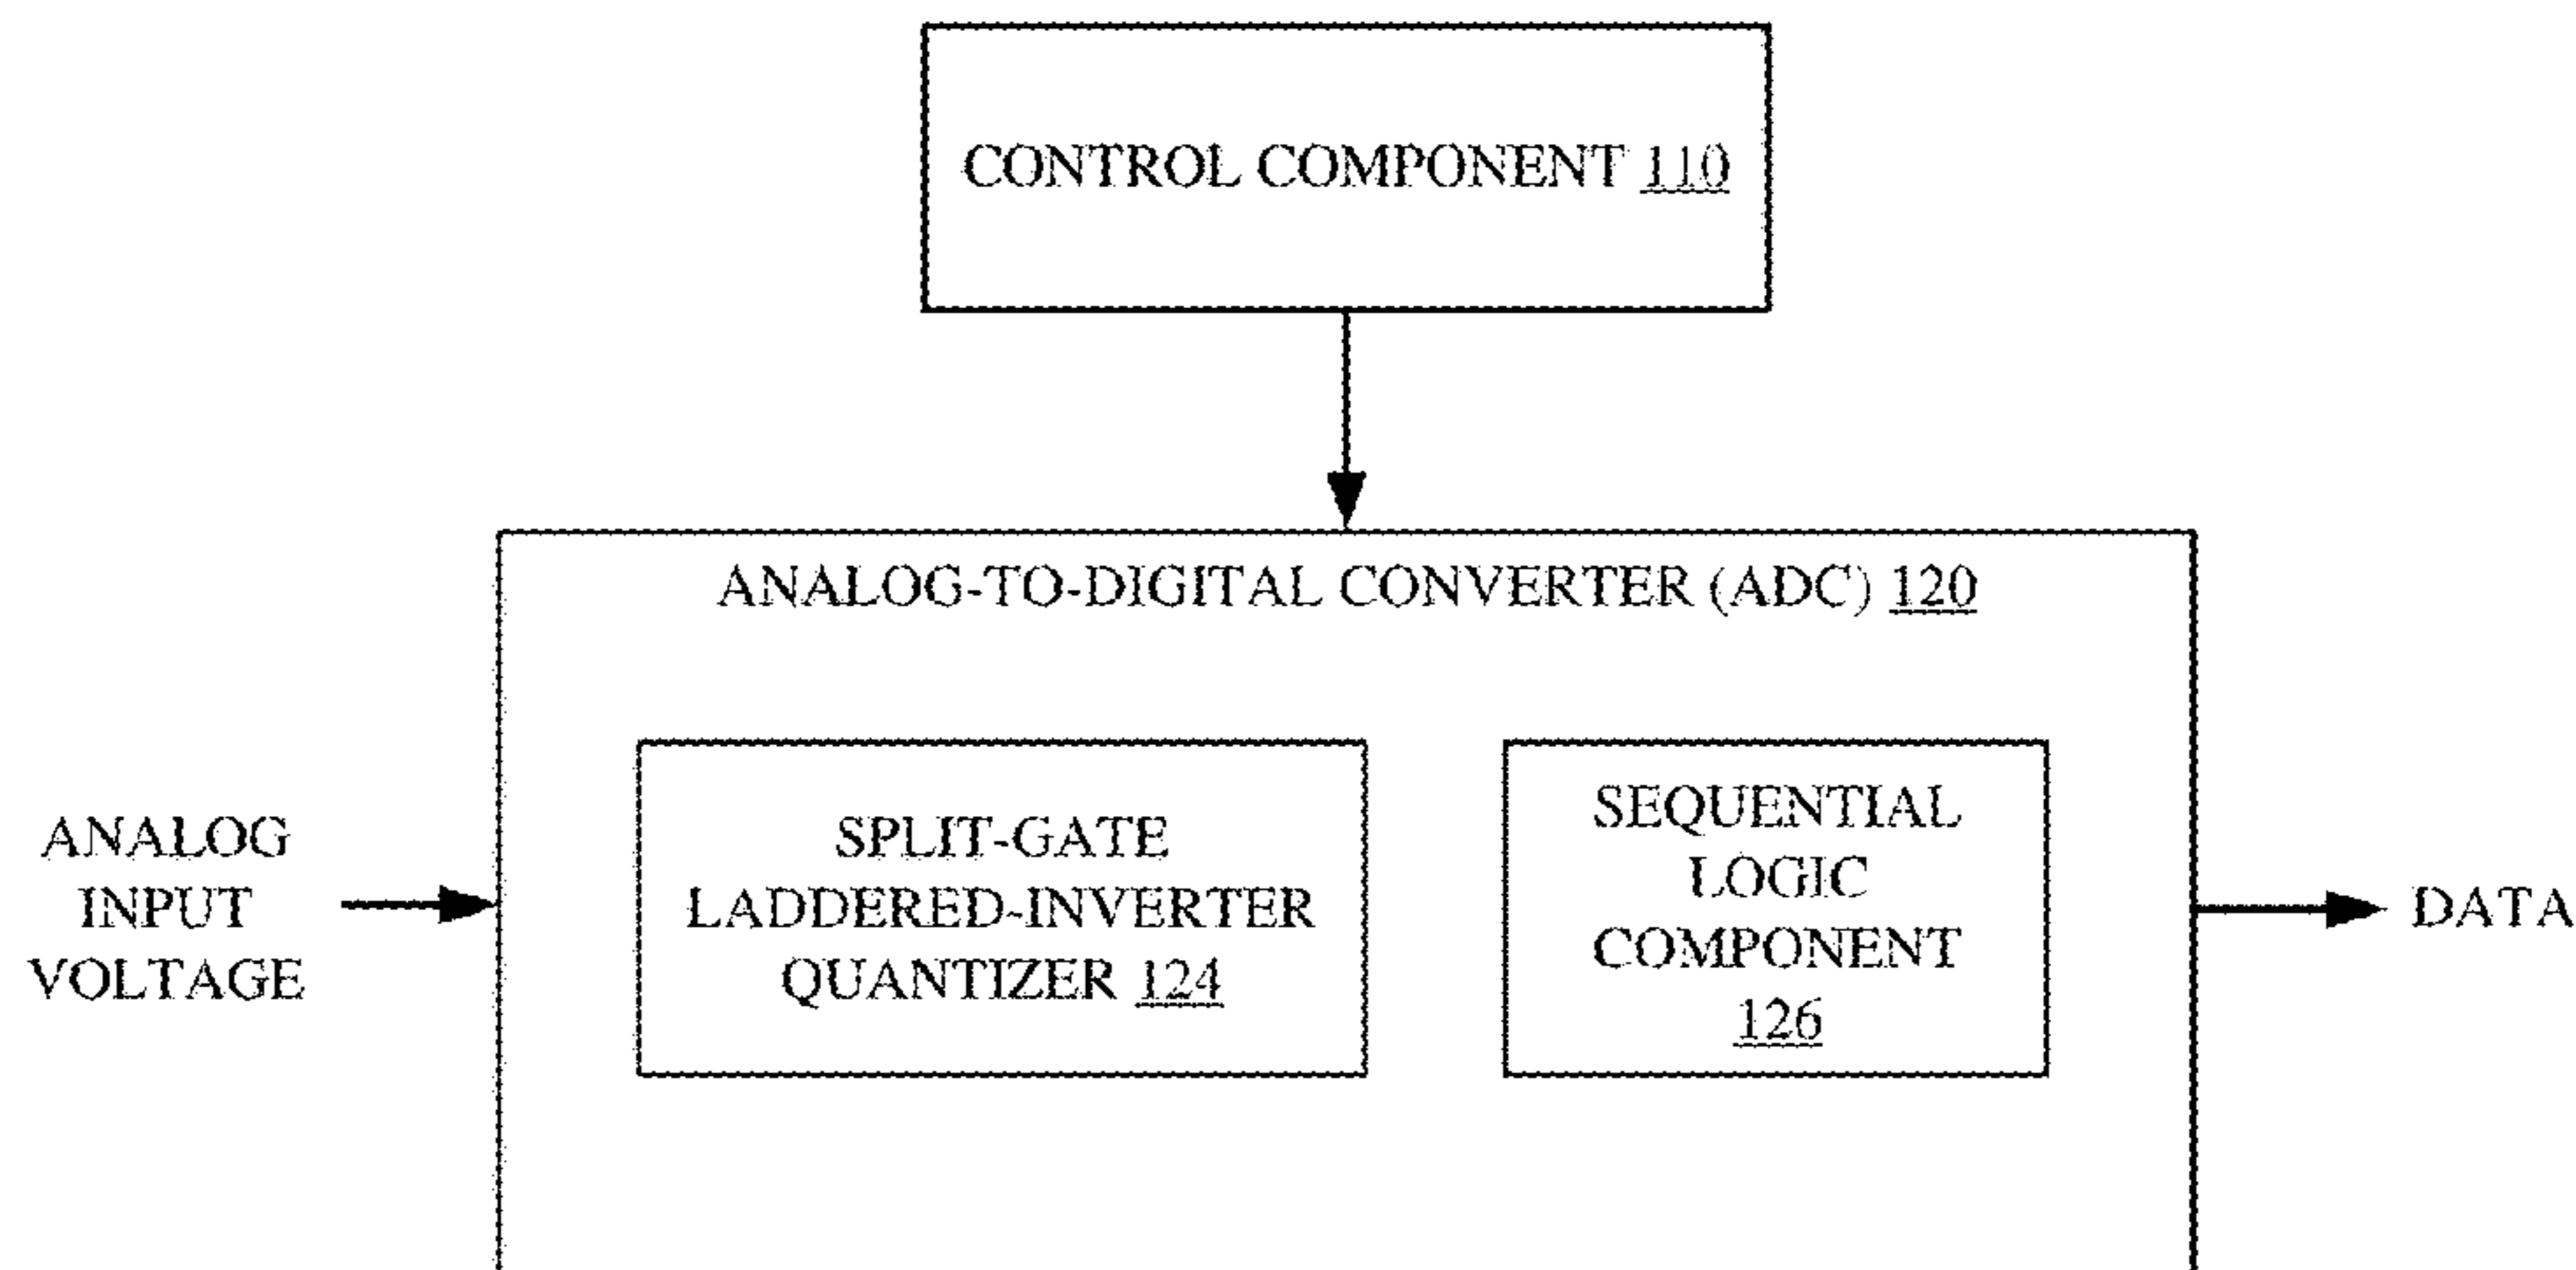 CONTROL COMPONENT 110
ANALOG-TO-DIGITAL CONVERTER (ADC) 120
ANALOG
INPUT
VOLTAGE
SPLIT-GATE
LADDERED-INVERTER
QUANTIZER 124
SEQUENTIAL
LOGIC
COMPONENT
126
DATA